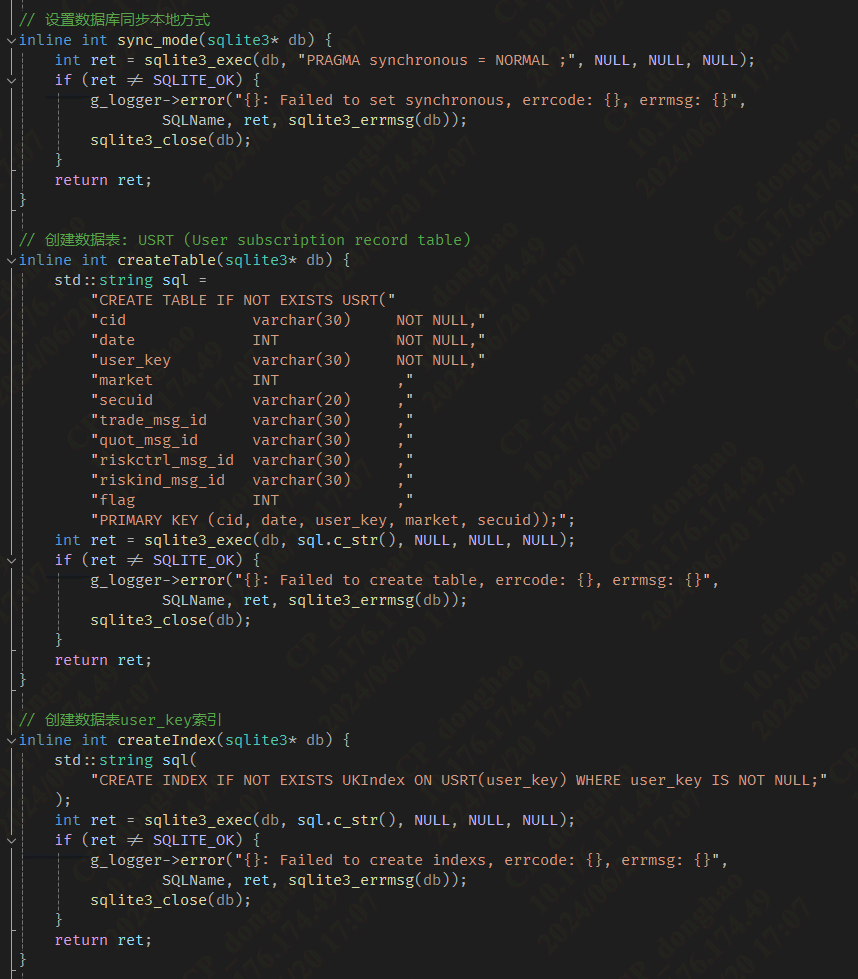 // 设置数据库同步本地方式
inline int sync_mode(sqlite3* db) {
    int ret = sqlite3_exec(db, "PRAGMA synchronous = NORMAL ;", NULL, NULL, NULL);
    if (ret ≠ SQLITE_OK) {
        g_logger->error("{}: Failed to set synchronous, errcode: {}, errmsg: {}",
                SQLName, ret, sqlite3_errmsg(db));
        sqlite3_close(db);
    }
    return ret;
}

// 创建数据表: USRT (User subscription record table)
inline int createTable(sqlite3* db) {
    std::string sql =
        "CREATE TABLE IF NOT EXISTS USRT("
        "cid              varchar(30)     NOT NULL,"
        "date             INT             NOT NULL,"
        "user_key         varchar(30)     NOT NULL,"
        "market           INT             ,"
        "secuid           varchar(20)     ,"
        "trade_msg_id     varchar(30)     ,"
        "quot_msg_id      varchar(30)     ,"
        "riskctrl_msg_id  varchar(30)     ,"
        "riskind_msg_id   varchar(30)     ,"
        "flag             INT             ,"
        "PRIMARY KEY (cid, date, user_key, market, secuid));";
    int ret = sqlite3_exec(db, sql.c_str(), NULL, NULL, NULL);
    if (ret ≠ SQLITE_OK) {
        g_logger->error("{}: Failed to create table, errcode: {}, errmsg: {}",
                SQLName, ret, sqlite3_errmsg(db));
        sqlite3_close(db);
    }
    return ret;
}

// 创建数据表user_key索引
inline int createIndex(sqlite3* db) {
    std::string sql(
        "CREATE INDEX IF NOT EXISTS UKIndex ON USRT(user_key) WHERE user_key IS NOT NULL;"
    );
    int ret = sqlite3_exec(db, sql.c_str(), NULL, NULL, NULL);
    if (ret ≠ SQLITE_OK) {
        g_logger->error("{}: Failed to create indexs, errcode: {}, errmsg: {}",
                SQLName, ret, sqlite3_errmsg(db));
        sqlite3_close(db);
    }
    return ret;
}
CP_donghao
10.176.174.49
2024/06/20 17:07